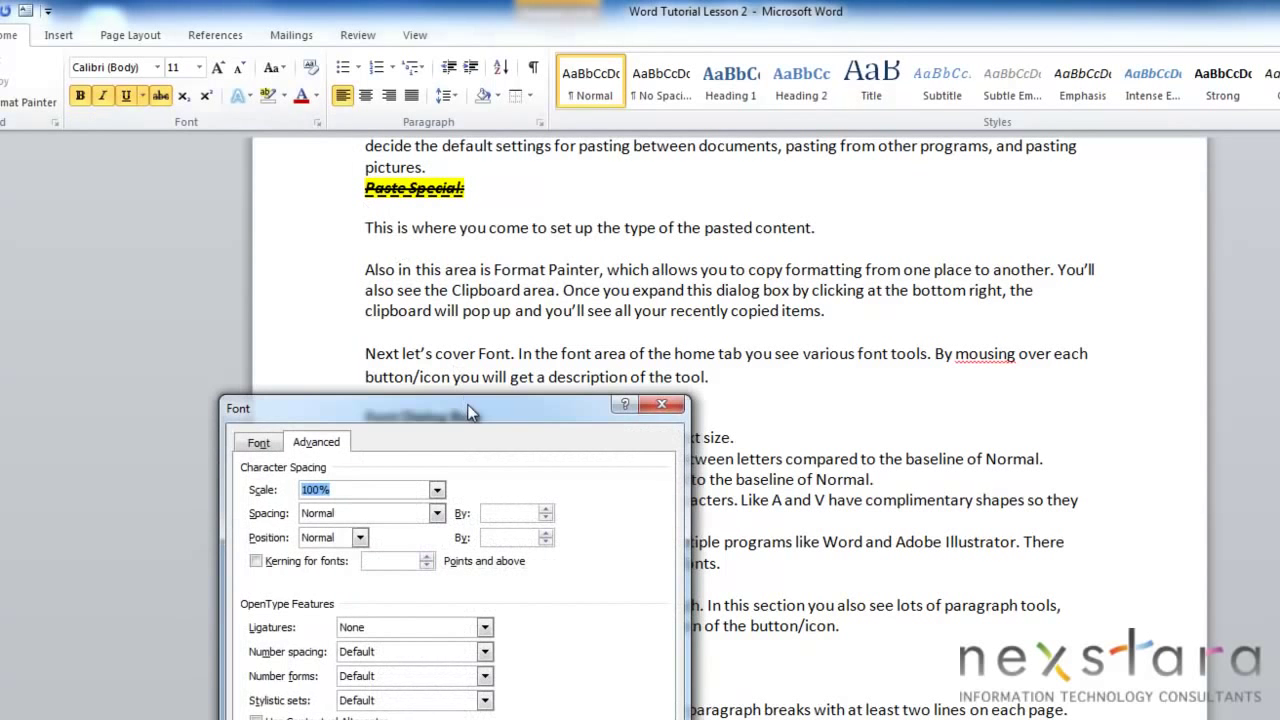 Word Tutorial Lesson 2 - Microsoft Word
ome Insert Page Layout References Mailings Review View
Calibri (Body) 11 A A Aa
B I U abc X₂ X² A A
AaBbCcDc AaBbCcDc AaBbC AaBbCc AaB AaBbCc. AaBbCcDc AaBbCcDc AaBbCcDc AaBbCcDc
¶ Normal ¶ No Spaci... Heading 1 Heading 2 Title Subtitle Subtle Em... Emphasis Intense E... Strong
py
ormat Painter
d Font Paragraph Styles
decide the default settings for pasting between documents, pasting from other programs, and pasting
pictures.
Paste Special:
This is where you come to set up the type of the pasted content.
Also in this area is Format Painter, which allows you to copy formatting from one place to another. You’ll
also see the Clipboard area. Once you expand this dialog box by clicking at the bottom right, the
clipboard will pop up and you’ll see all your recently copied items.
Next let’s cover Font. In the font area of the home tab you see various font tools. By mousing over each
button/icon you will get a description of the tool.
Font
Font Advanced
Character Spacing
Scale: 100%
Spacing: Normal By:
Position: Normal By:
Kerning for fonts: Points and above
OpenType Features
Ligatures: None
Number spacing: Default
Number forms: Default
Stylistic sets: Default
xt size.
tween letters compared to the baseline of Normal.
to the baseline of Normal.
acters. Like A and V have complimentary shapes so they
tiple programs like Word and Adobe Illustrator. There
nts.
h. In this section you also see lots of paragraph tools,
on of the button/icon.
paragraph breaks with at least two lines on each page.
nexstara
INFORMATION TECHNOLOGY CONSULTANTS